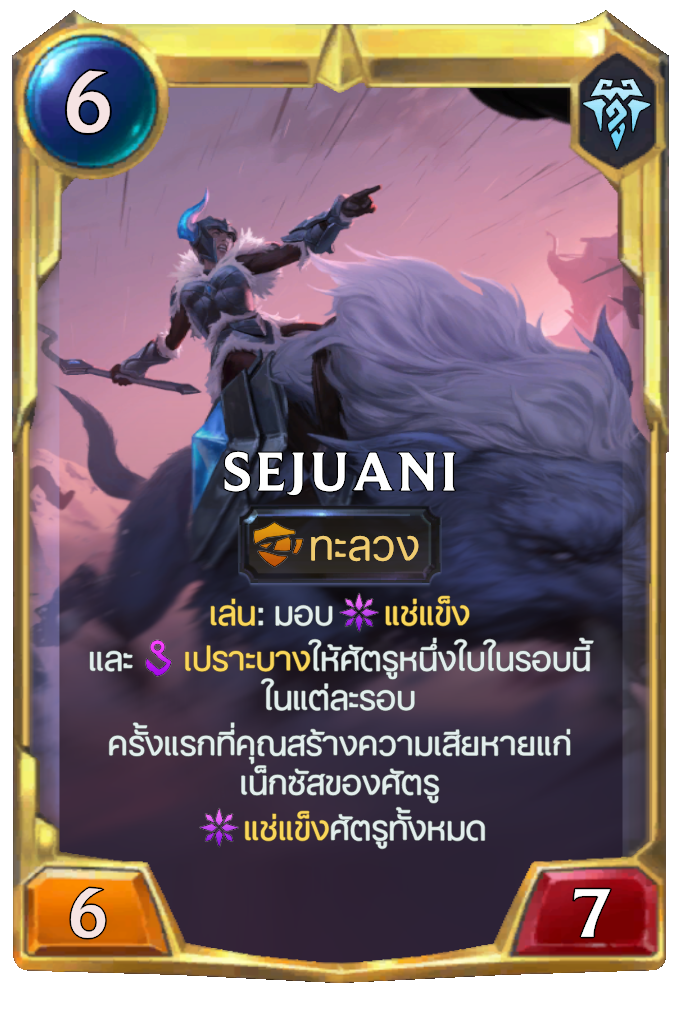 6
SEJUANI
ทะลวง
เล่น: มอบ แช่แข็ง
และ เปราะบางให้ศัตรูหนึ่งใบในรอบนี้
ในแต่ละรอบ
ครั้งแรกที่คุณสร้างความเสียหายแก่
เน็กซัสของศัตรู
แช่แข็งศัตรูทั้งหมด
6
7